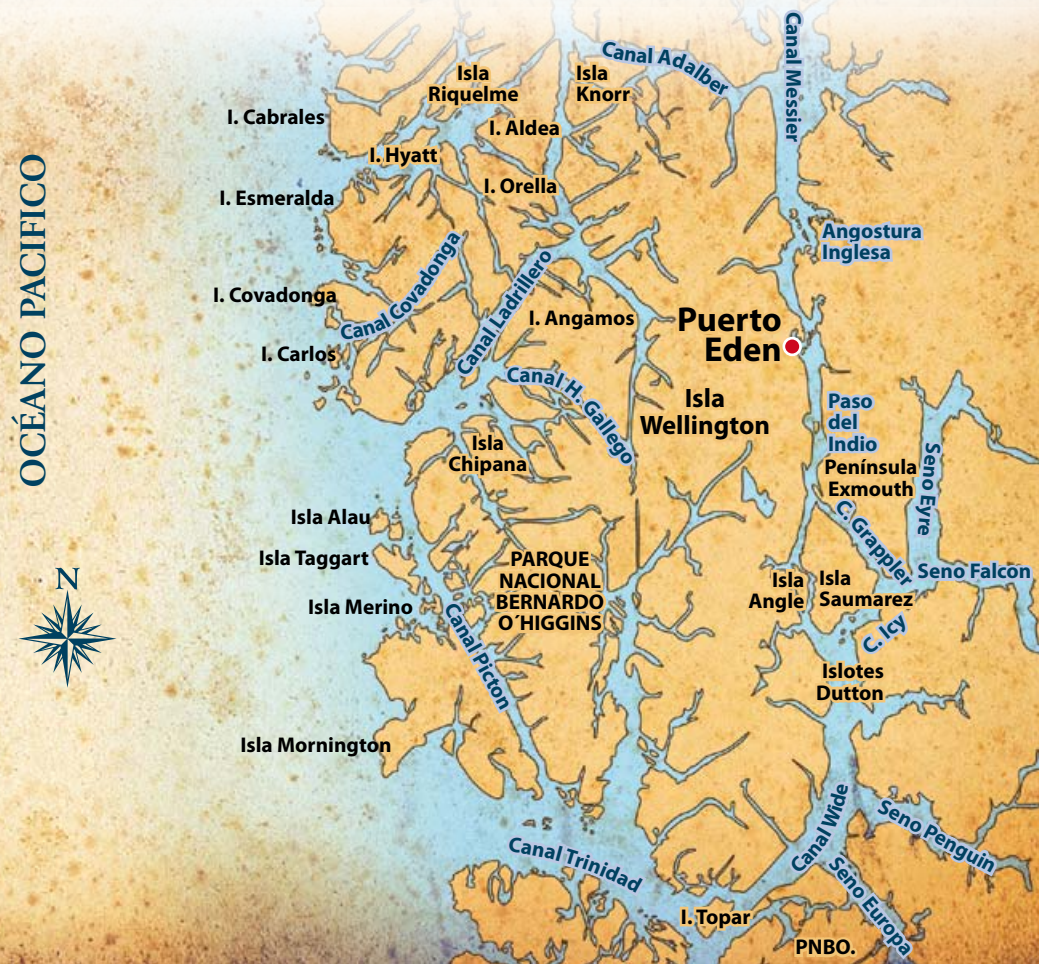 Canal Adalber
Canal Messier
Isla
Riquelme
Isla
Knorr
I. Cabrales
I. Aldea
I. Hyatt
I. Orella
I. Esmeralda
OCÉANO PACIFICO
Angostura
Inglesa
Canal Covadonga
Canal Ladrillero
I. Covadonga
I. Angamos
Puerto
Eden
I. Carlos
Canal H. Gallego
Isla
Wellington
Paso
del
Indio
Isla
Chipana
Península
Exmouth
Seno Eyre
Isla Alau
C. Grappler
Isla Taggart
PARQUE
NACIONAL
BERNARDO
O´HIGGINS
Seno Falcon
N
Isla
Angle
Isla
Saumarez
Isla Merino
Canal Picton
C. Icy
Islotes
Dutton
Isla Mornington
Canal Wide
Seno Penguin
Canal Trinidad
Seno Europa
I. Topar
PNBO.